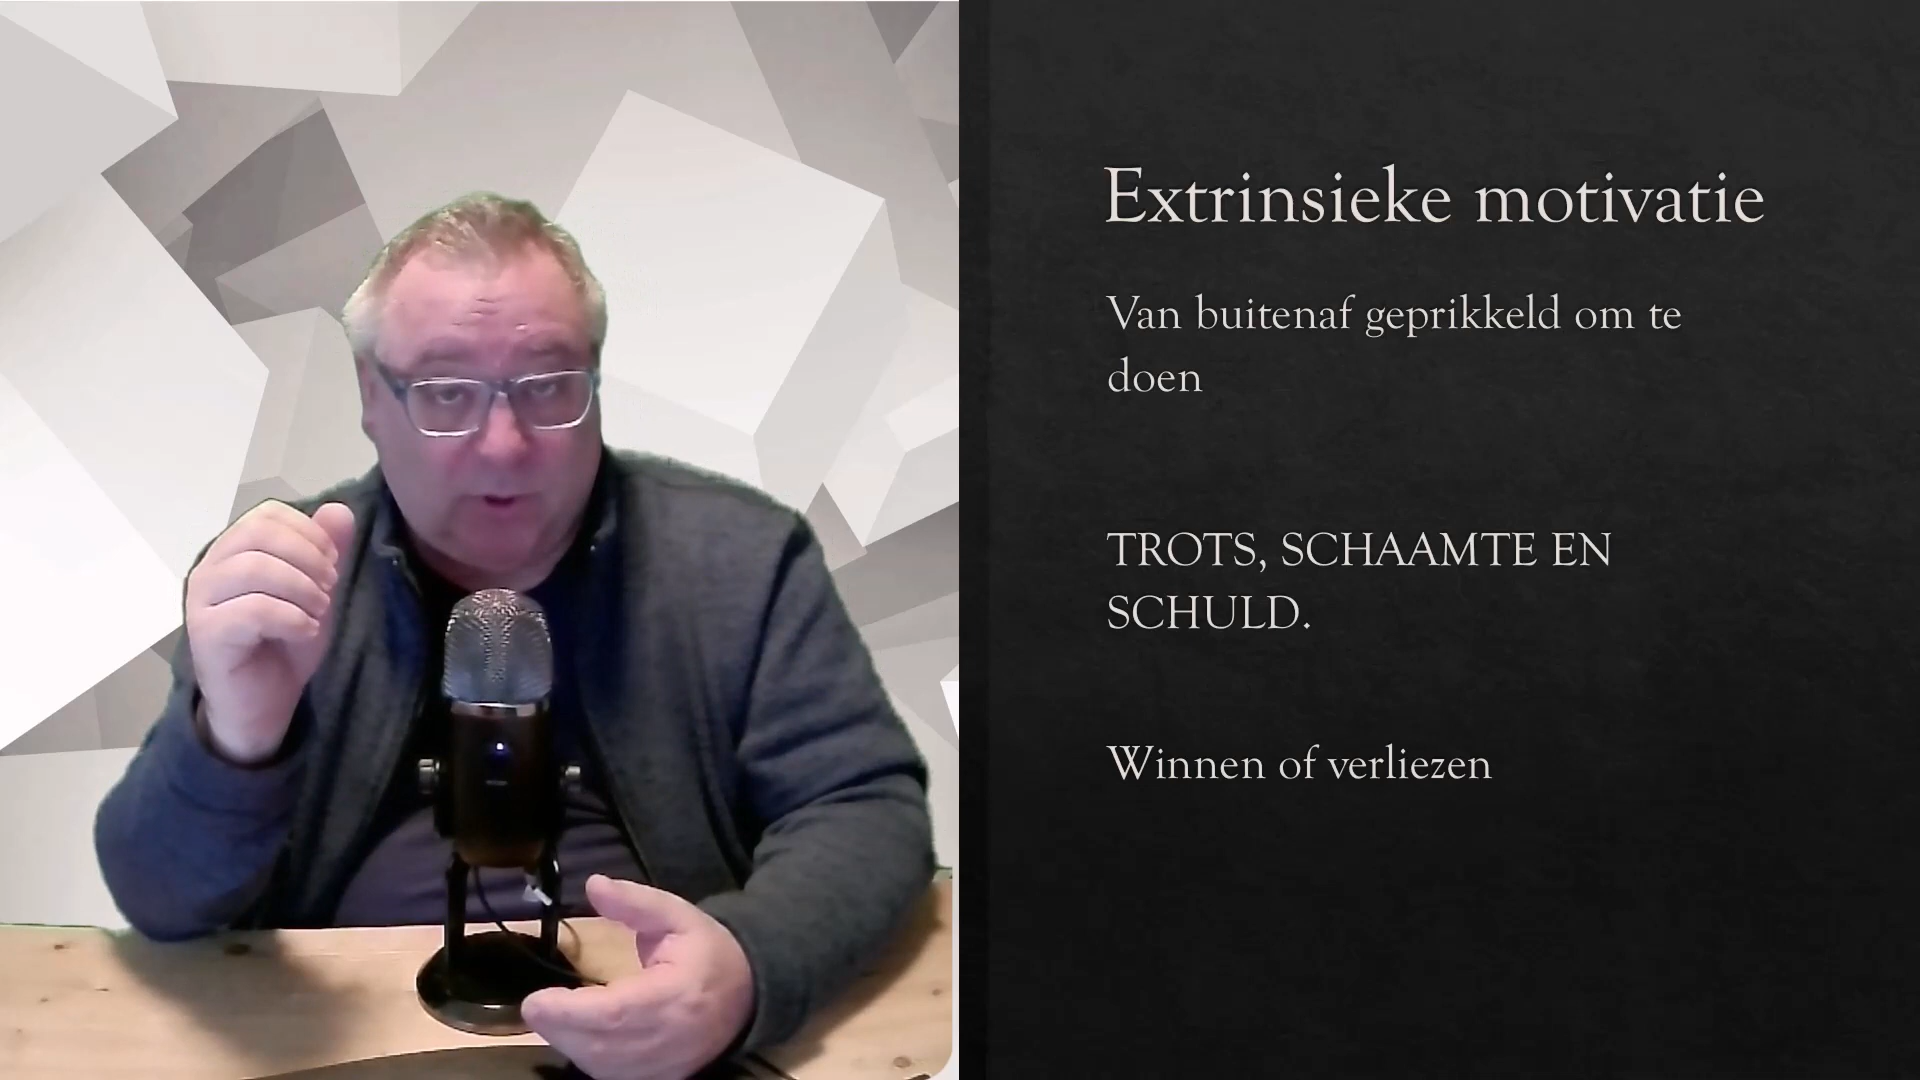 Extrinsieke motivatie
Van buitenaf geprikkeld om te
doen
TROTS, SCHAAMTE EN
SCHULD.
Winnen of verliezen